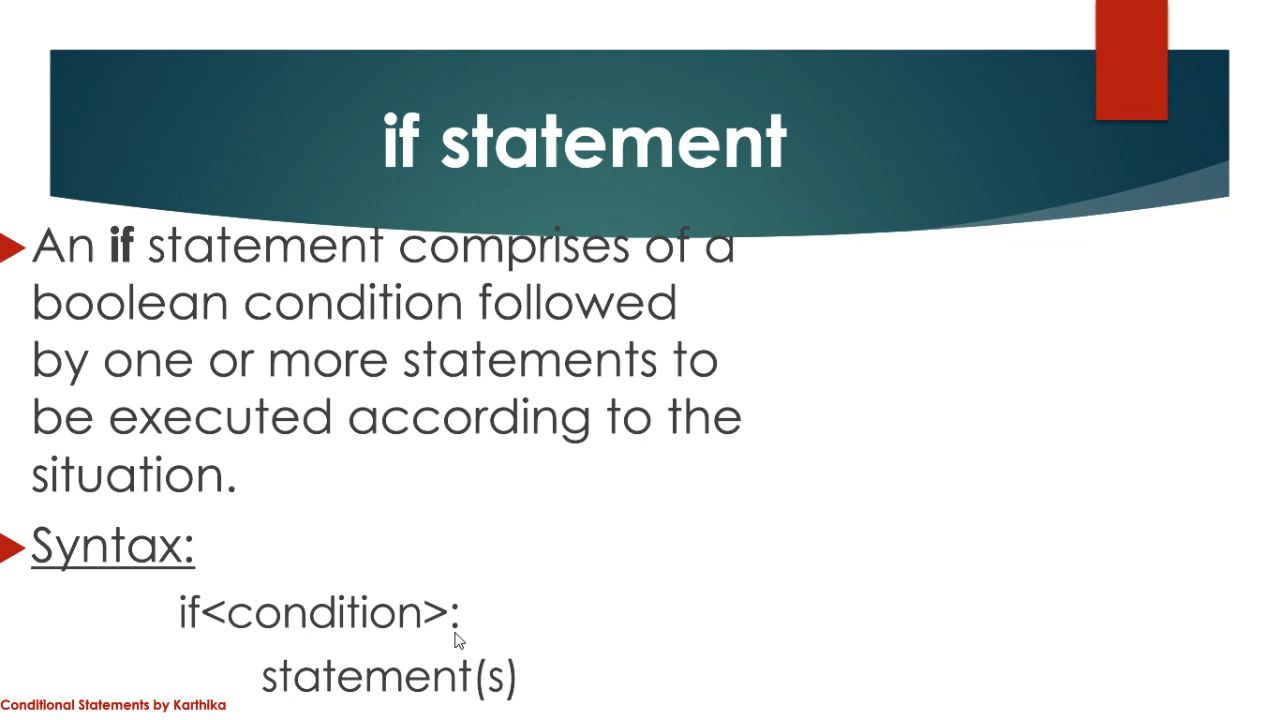 if statement
An if statement comprises of a
boolean condition followed
by one or more statements to
be executed according to the
situation.
Syntax:
if<condition>:
statement(s)
Conditional Statements by Karthika